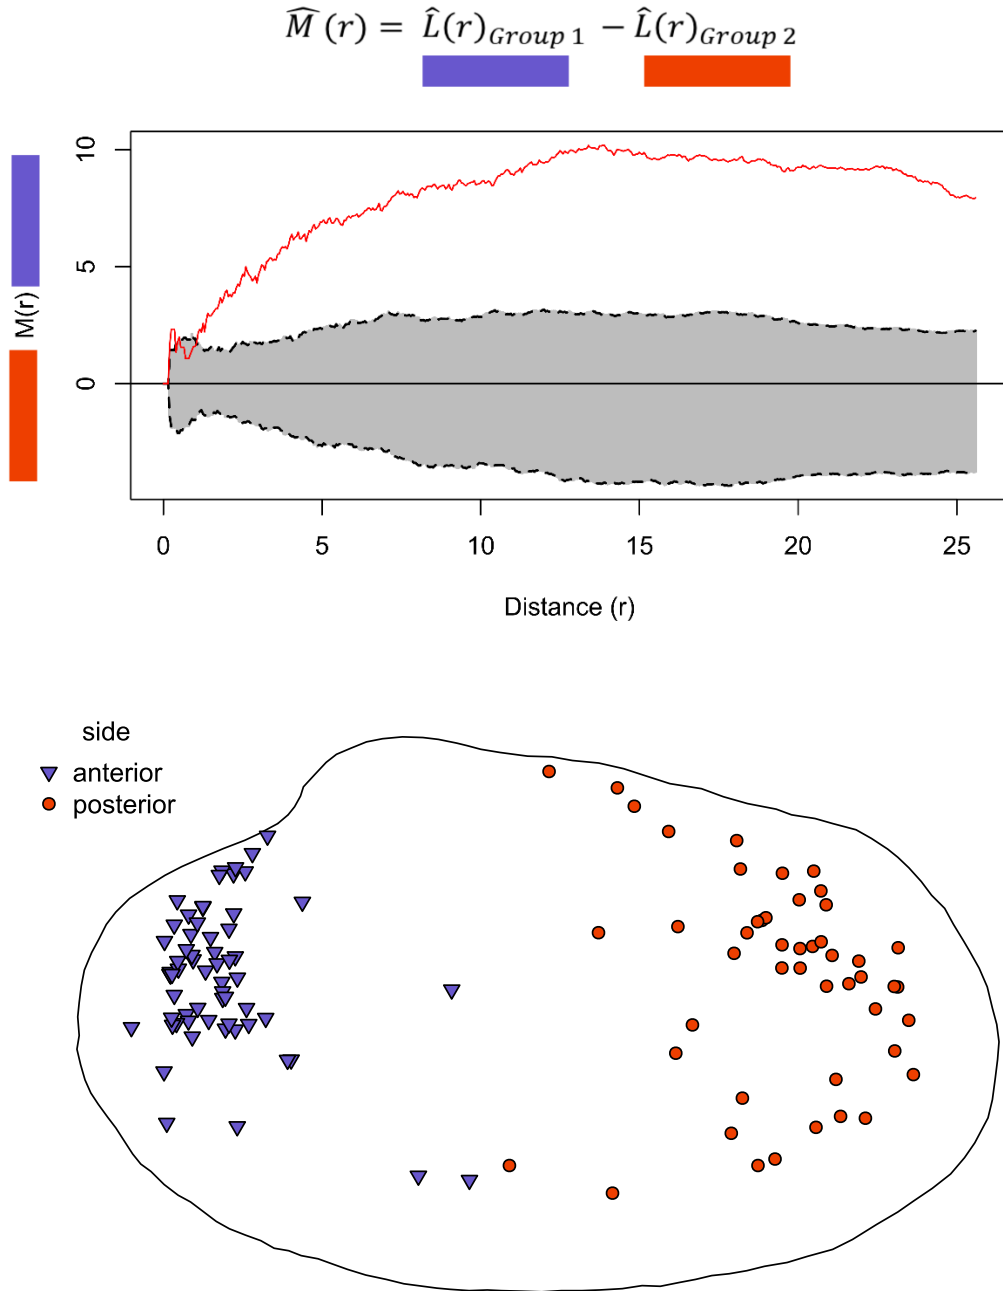 M̂ (r) = L̂(r)Group 1 − L̂(r)Group 2
10
5
0
M(r)
0 5 10 15 20 25
Distance (r)
side
anterior
posterior